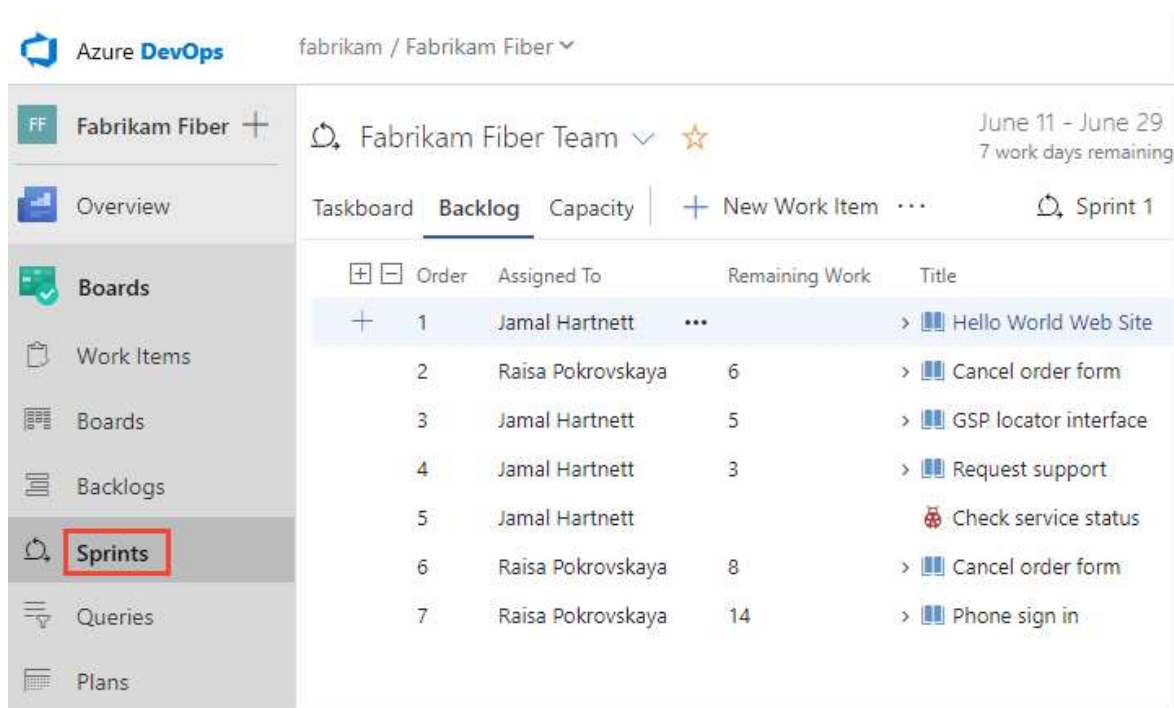 Azure DevOps
fabrikam / Fabrikam Fiber
FF Fabrikam Fiber
Overview
Boards
Work Items
Boards
Backlogs
Sprints
Queries
Plans
Fabrikam Fiber Team
June 11 - June 29
7 work days remaining
Taskboard Backlog Capacity + New Work Item ... Sprint 1
Order Assigned To Remaining Work Title
1 Jamal Hartnett ... Hello World Web Site
2 Raisa Pokrovskaya 6 Cancel order form
3 Jamal Hartnett 5 GSP locator interface
4 Jamal Hartnett 3 Request support
5 Jamal Hartnett Check service status
6 Raisa Pokrovskaya 8 Cancel order form
7 Raisa Pokrovskaya 14 Phone sign in